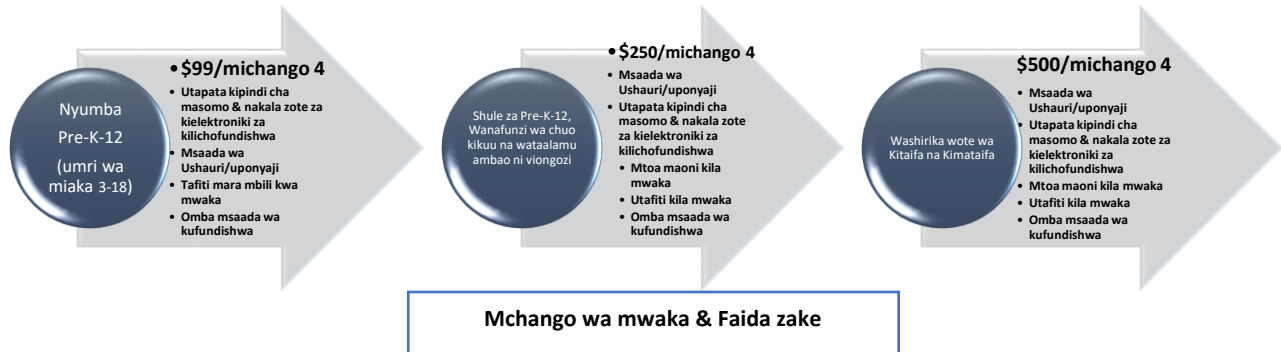 Nyumba
Pre-K-12
(umri wa
miaka 3-18)
•$99/michango 4
• Utapata kipindi cha
masomo & nakala zote za
kielektroniki za
kilichofundishwa
• Msaada wa
Ushauri/uponyaji
• Tafiti mara mbili kwa
mwaka
• Omba msaada wa
kufundishwa
Shule za Pre-K-12,
Wanafunzi wa chuo
kikuu na wataalamu
ambao ni viongozi
•$250/michango 4
• Msaada wa
Ushauri/uponyaji
• Utapata kipindi cha
masomo & nakala zote
za kielektroniki za
kilichofundishwa
• Mtoa maoni kila
mwaka
• Utafiti kila mwaka
• Omba msaada wa
kufundishwa
Washirika wote wa
Kitaifa na Kimataifa
$500/michango 4
• Msaada wa
Ushauri/uponyaji
• Utapata kipindi cha
masomo & nakala zote za
kielektroniki za
kilichofundishwa
• Mtoa maoni kila mwaka
• Utafiti kila mwaka
• Omba msaada wa
kufundishwa
Mchango wa mwaka & Faida zake